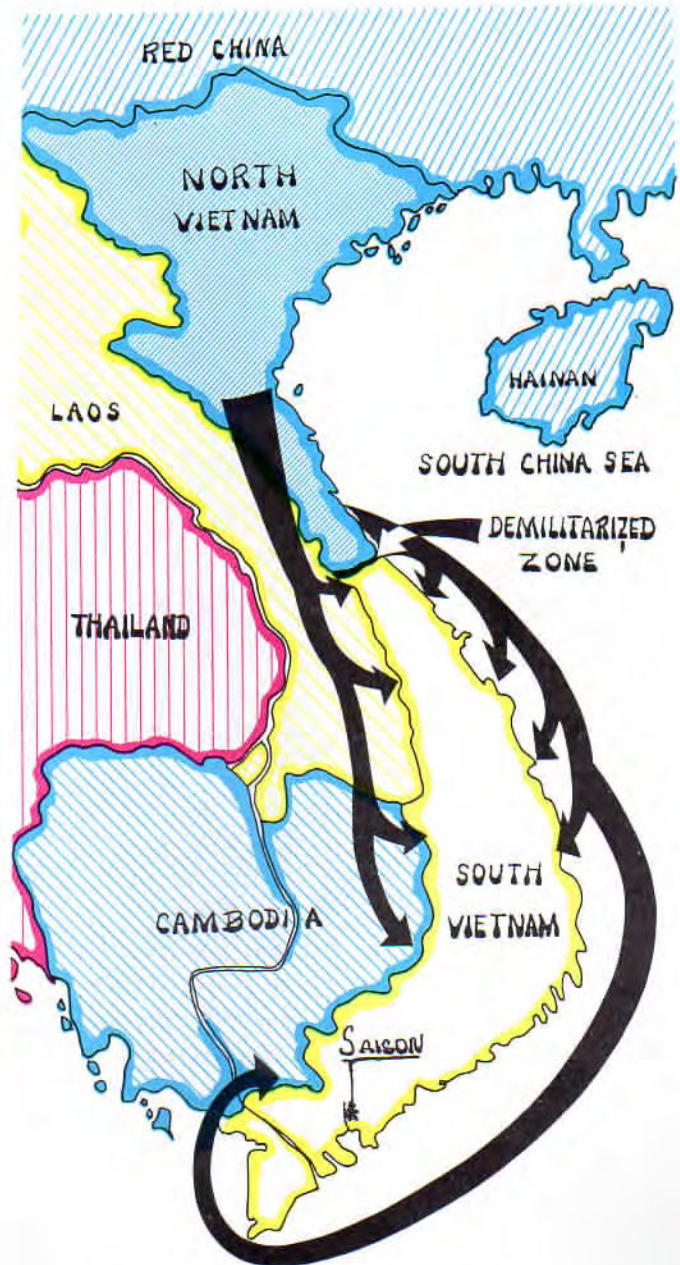 RED CHINA
NORTH
VIETNAM
HAINAN
LAOS
SOUTH CHINA SEA
DEMILITARIZED
ZONE
THAILAND
SOUTH
VIETNAM
CAMBODIA
SAIGON